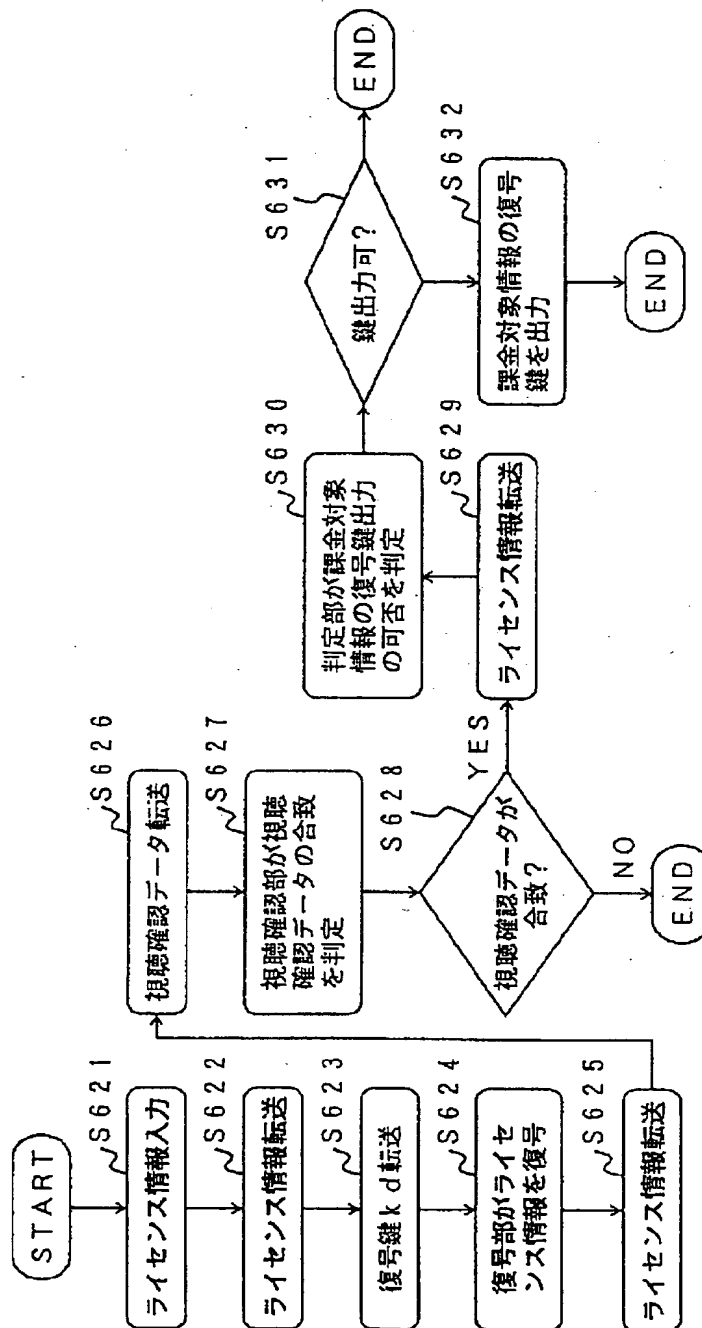 START
S621
ライセンス情報入力
S622
ライセンス情報転送
S623
復号鍵kd転送
S624
復号部がライセ
ンス情報を復号
S625
ライセンス情報転送
S626
視聴確認データ転送
S627
視聴確認部が視聴
確認データの合致
を判定
S628
視聴確認データが
合致?
YES
NO
END
S629
ライセンス情報転送
S630
判定部が課金対象
情報の復号鍵出力
の可否を判定
S631
鍵出力可?
END
S632
課金対象情報の復号
鍵を出力
END